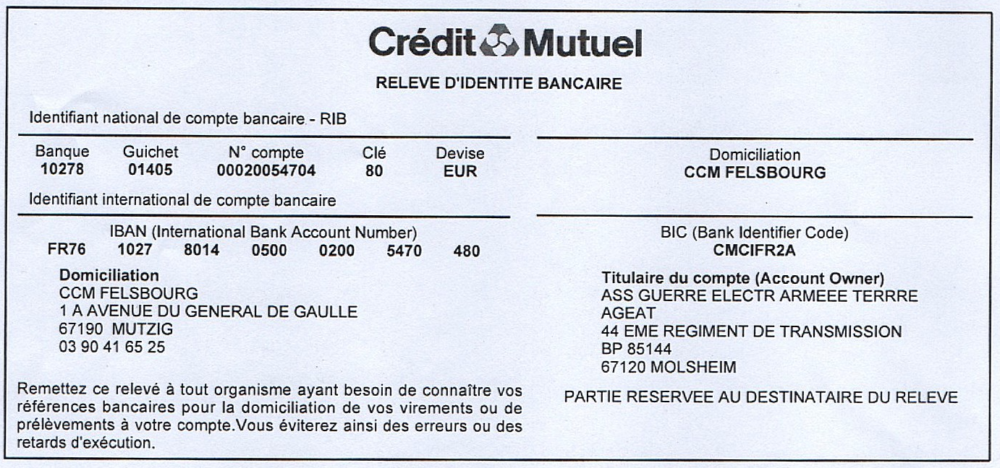 Crédit Mutuel
RELEVE D'IDENTITE BANCAIRE
Identifiant national de compte bancaire - RIB
Banque Guichet N° compte Clé Devise
10278 01405 00020054704 80 EUR
Domiciliation
CCM FELSBOURG
Identifiant international de compte bancaire
IBAN (International Bank Account Number)
FR76 1027 8014 0500 0200 5470 480
BIC (Bank Identifier Code)
CMCIFR2A
Domiciliation
CCM FELSBOURG
1 A AVENUE DU GENERAL DE GAULLE
67190 MUTZIG
03 90 41 65 25
Titulaire du compte (Account Owner)
ASS GUERRE ELECTR ARMEEE TERRRE
AGEAT
44 EME REGIMENT DE TRANSMISSION
BP 85144
67120 MOLSHEIM
Remettez ce relevé à tout organisme ayant besoin de connaître vos
références bancaires pour la domiciliation de vos virements ou de
prélèvements à votre compte.Vous éviterez ainsi des erreurs ou des
retards d'exécution.
PARTIE RESERVEE AU DESTINATAIRE DU RELEVE